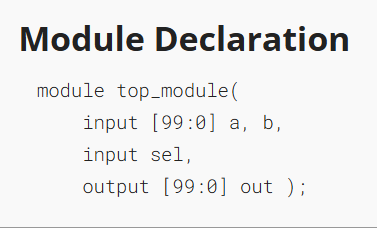 Module Declaration
module top_module(
    input [99:0] a, b,
    input sel,
    output [99:0] out );